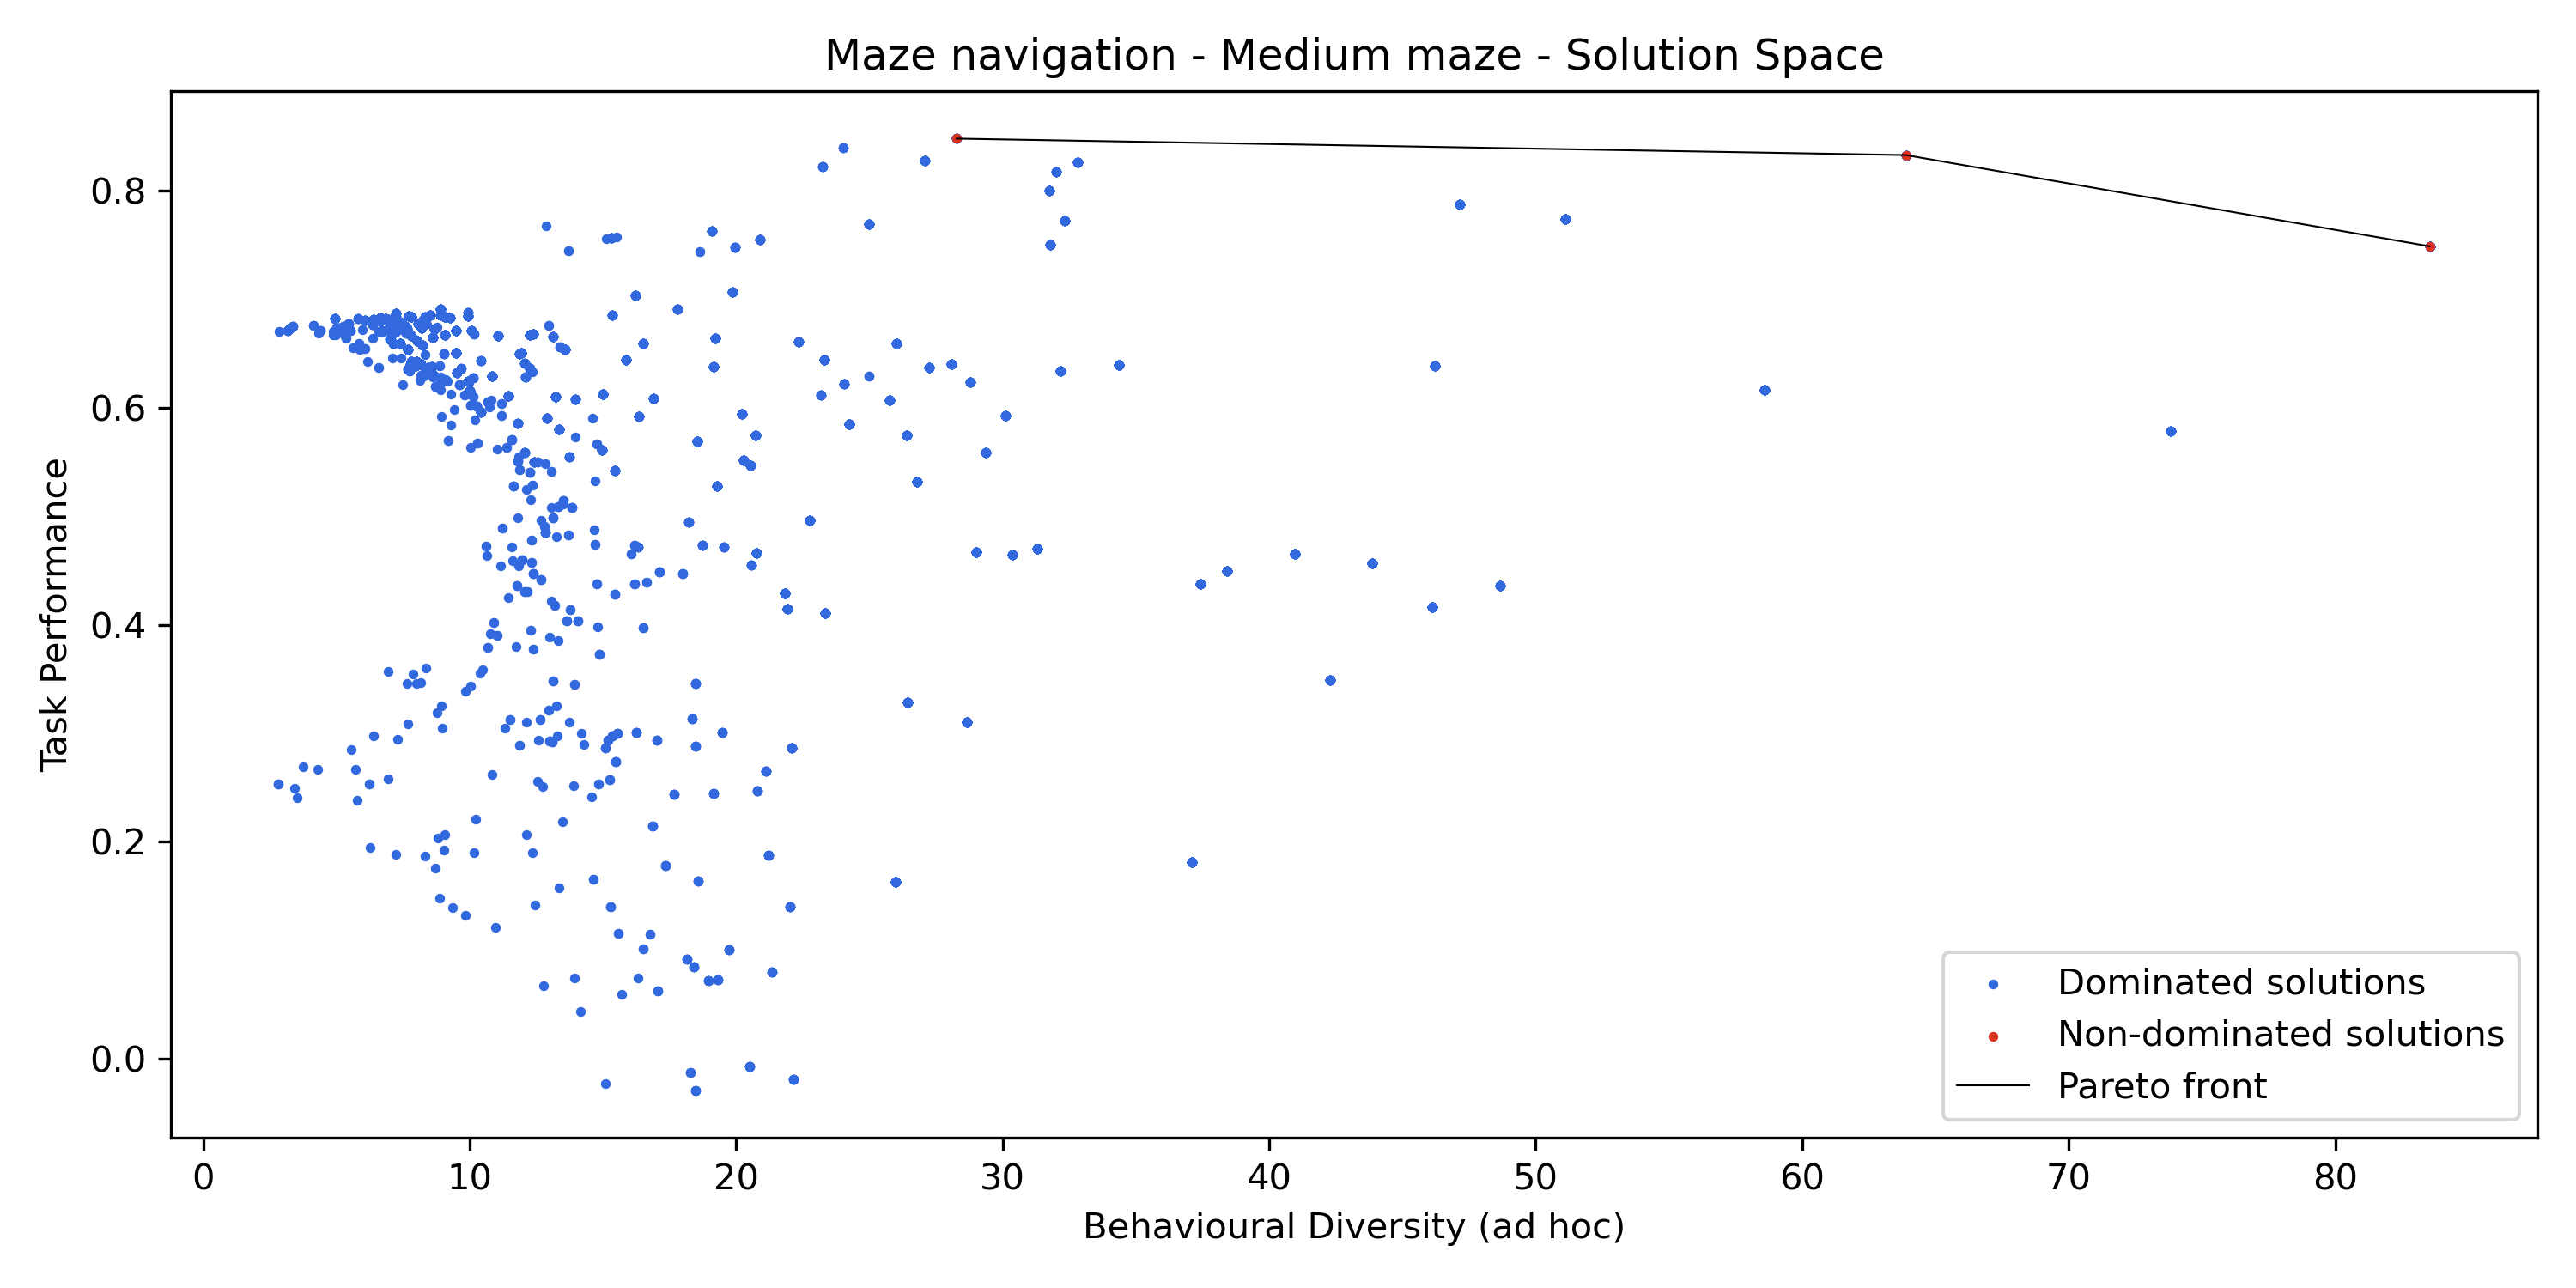 Maze navigation - Medium maze - Solution Space
Task Performance
0.8
0.6
0.4
0.2
0.0
0 10 20 30 40 50 60 70 80
Behavioural Diversity (ad hoc)
Dominated solutions
Non-dominated solutions
Pareto front